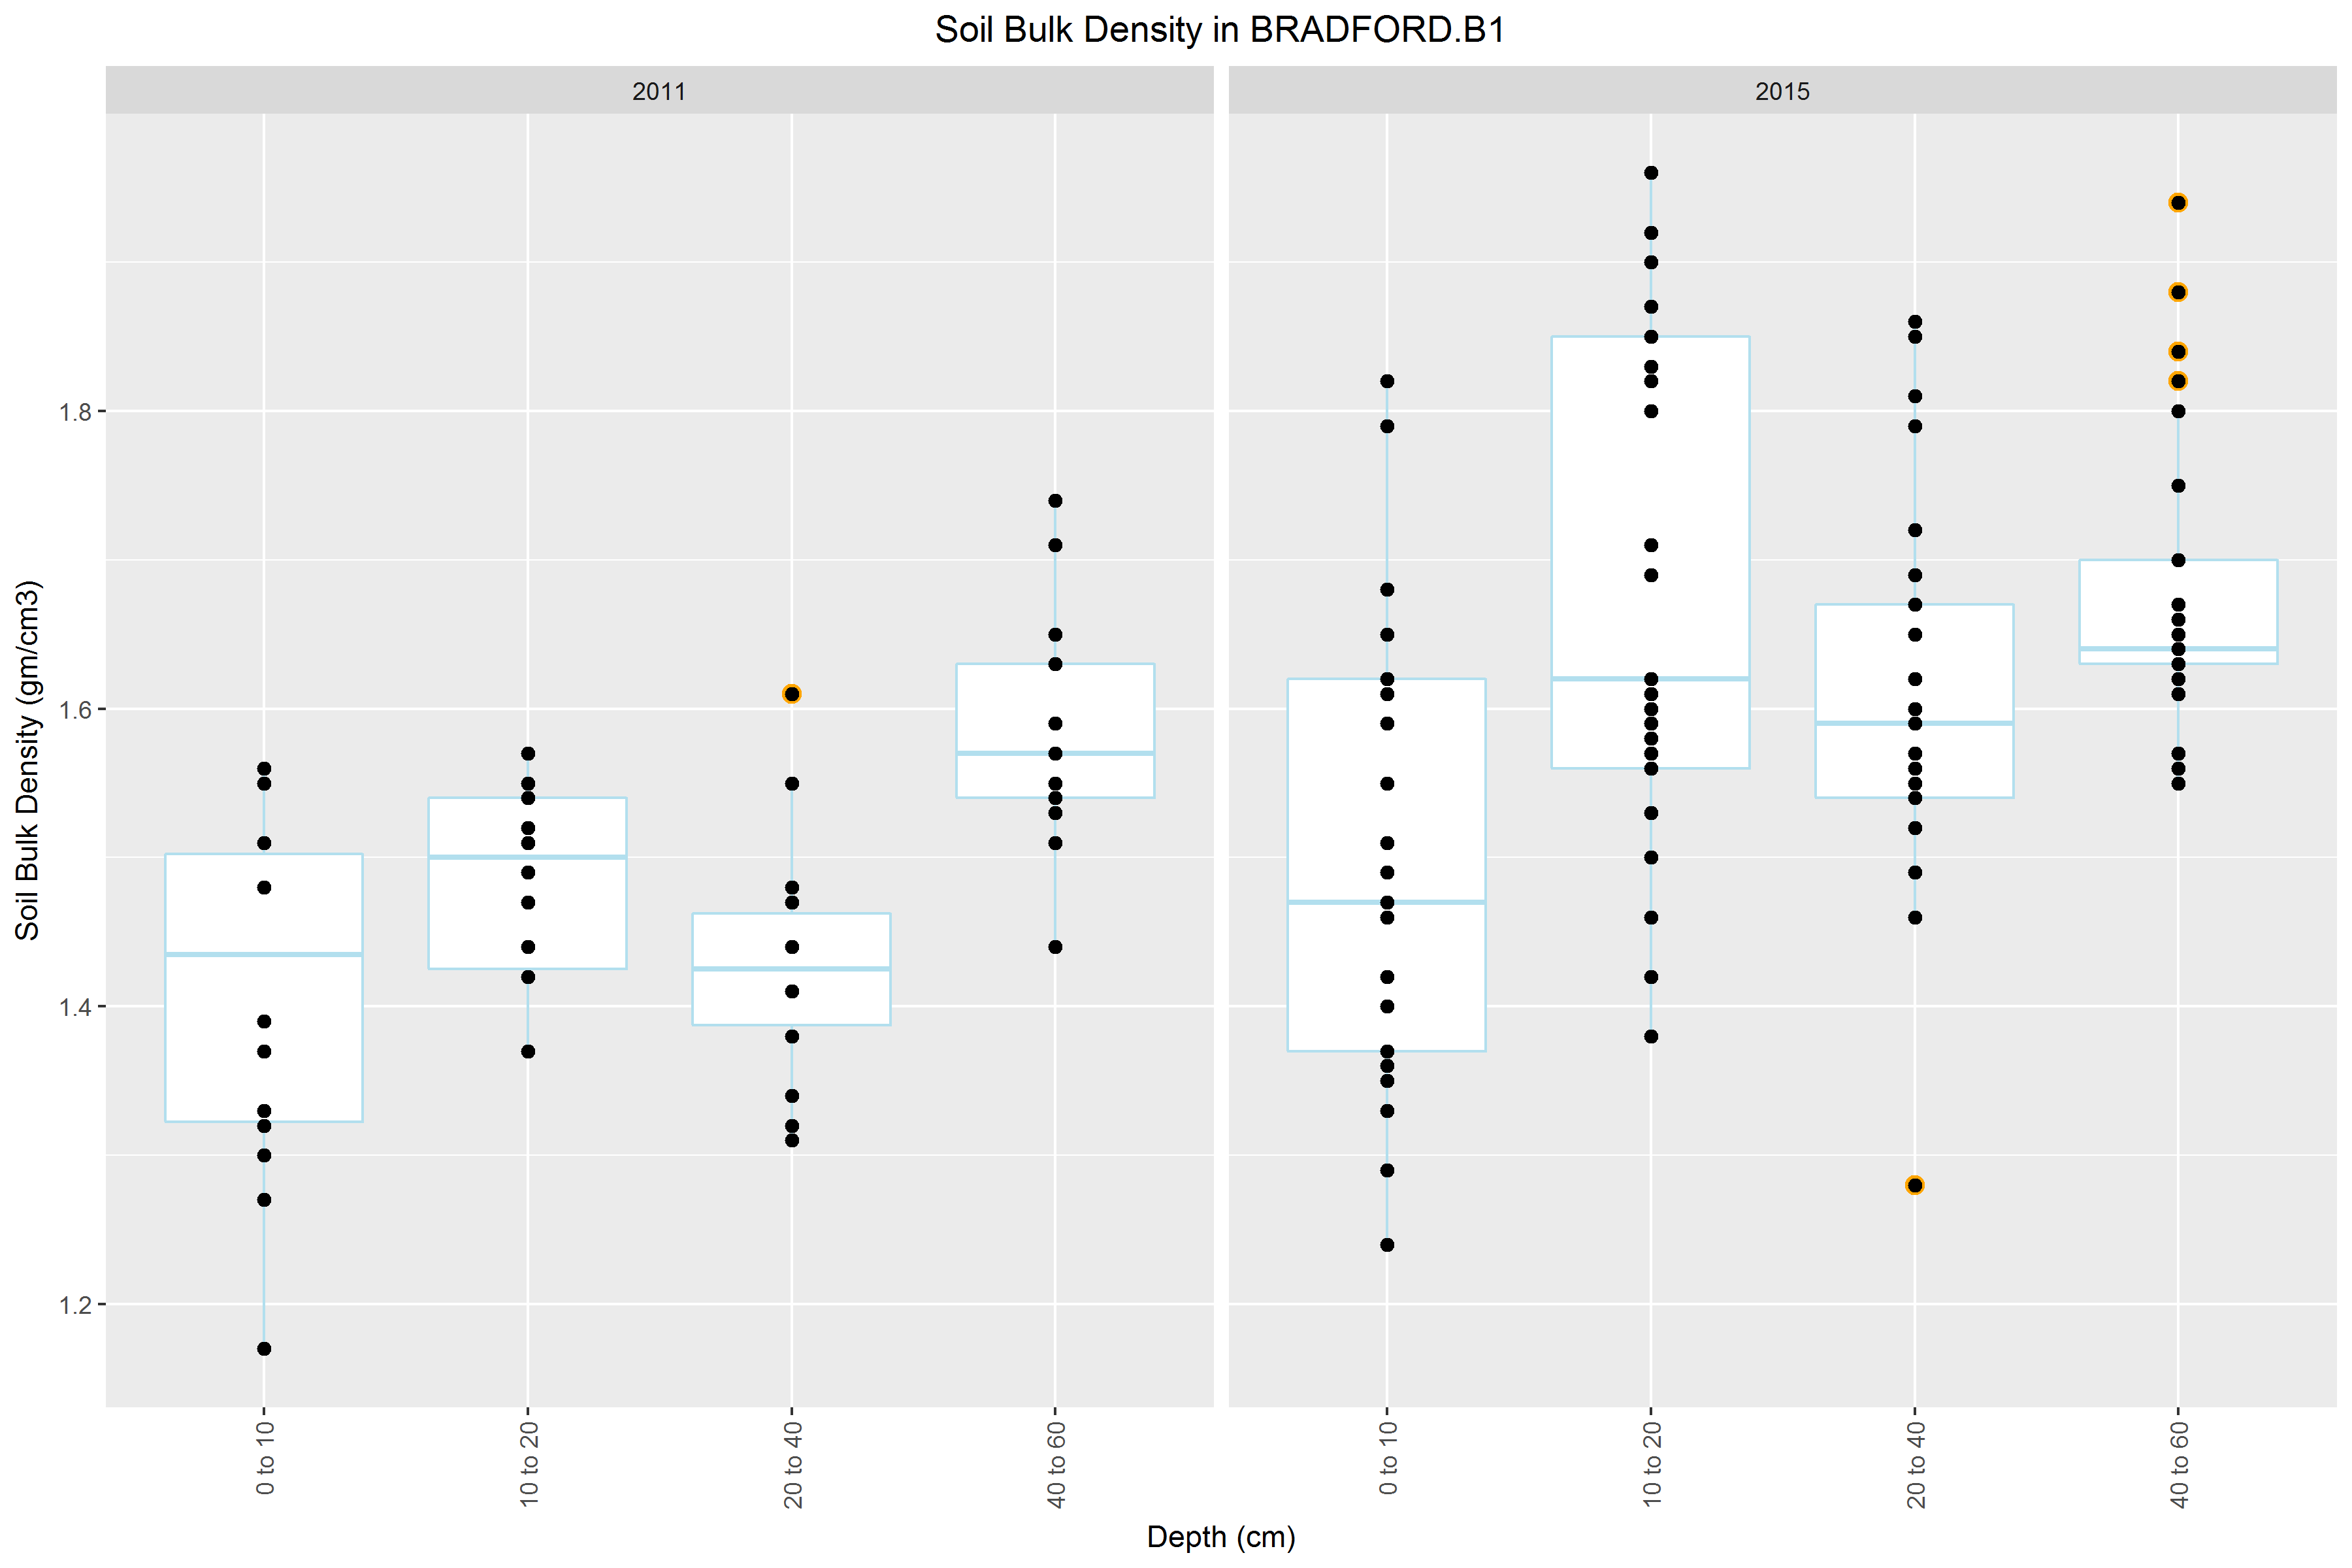 Soil Bulk Density in BRADFORD.B1
2011
2015
Soil Bulk Density (gm/cm3)
1.8
1.6
1.4
1.2
0 to 10
10 to 20
20 to 40
40 to 60
0 to 10
10 to 20
20 to 40
40 to 60
Depth (cm)